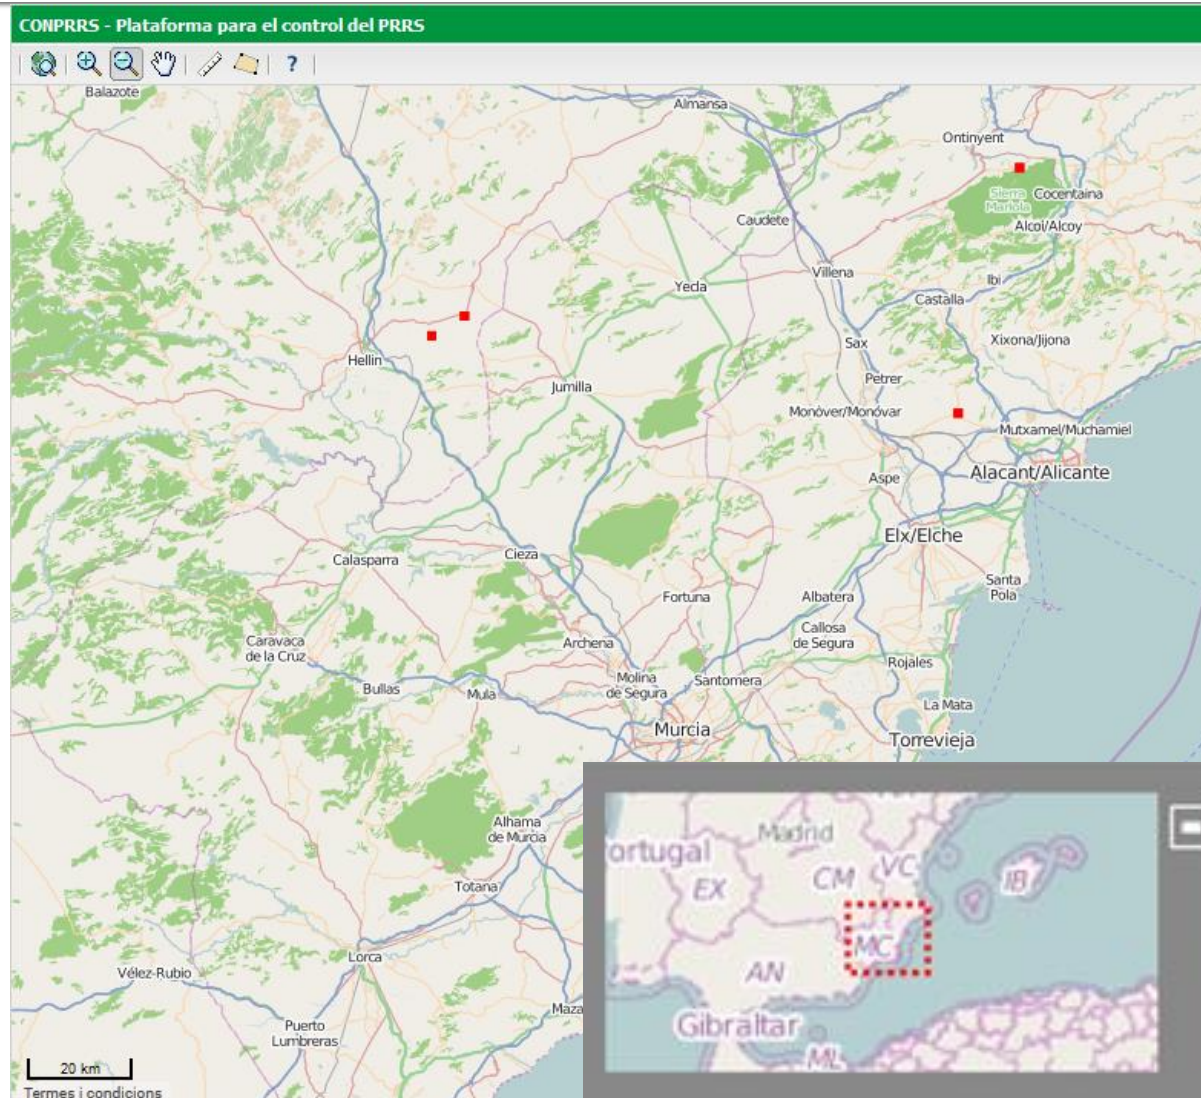 CONPRRS - Plataforma para el control del PRRS
?
Balazote
Almansa
Ontinyent
Sierra
Mariola
Cocentaina
Alcoi/Alcoy
Caudete
Villena
Yecla
Ibi
Castalla
Xixona/Jijona
Sax
Hellín
Petrer
Jumilla
Monòver/Monóvar
Mutxamel/Muchamiel
Aspe
Alacant/Alicante
Elx/Elche
Cieza
Calasparra
Santa
Pola
Fortuna
Albatera
Callosa
de Segura
Caravaca
de la Cruz
Archena
Rojales
Molina
de Segura
Santomera
Bullas
Mula
La Mata
Murcia
Torrevieja
Alhama
de Murcia
Totana
Lorca
Vélez-Rubio
Maza
Puerto
Lumbreras
20 km
Termes i condicions
Madrid
ortugal
VC
CM
EX
IB
MC
AN
Gibraltar
ML